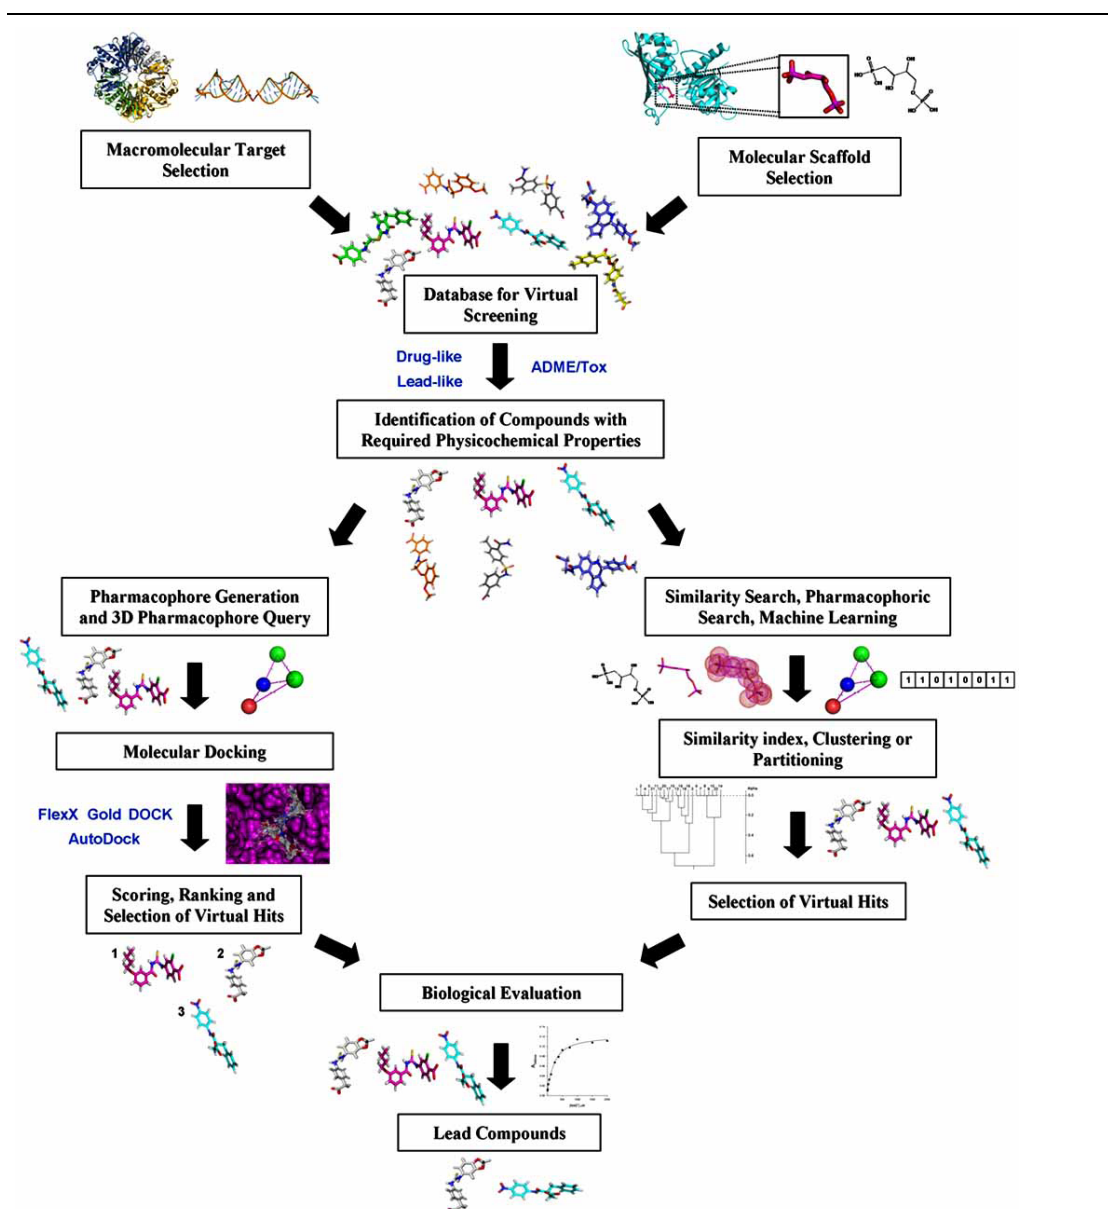 Macromolecular Target
Selection
Molecular Scaffold
Selection
Database for Virtual
Screening
Drug-like
Lead-like
ADME/Tox
Identification of Compounds with
Required Physicochemical Properties
Pharmacophore Generation
and 3D Pharmacophore Query
Similarity Search, Pharmacophoric
Search, Machine Learning
1 1 0 1 0 0 1 1
Molecular Docking
Similarity index, Clustering or
Partitioning
FlexX Gold DOCK
AutoDock
Scoring, Ranking and
Selection of Virtual Hits
Selection of Virtual Hits
1
2
3
Biological Evaluation
Lead Compounds